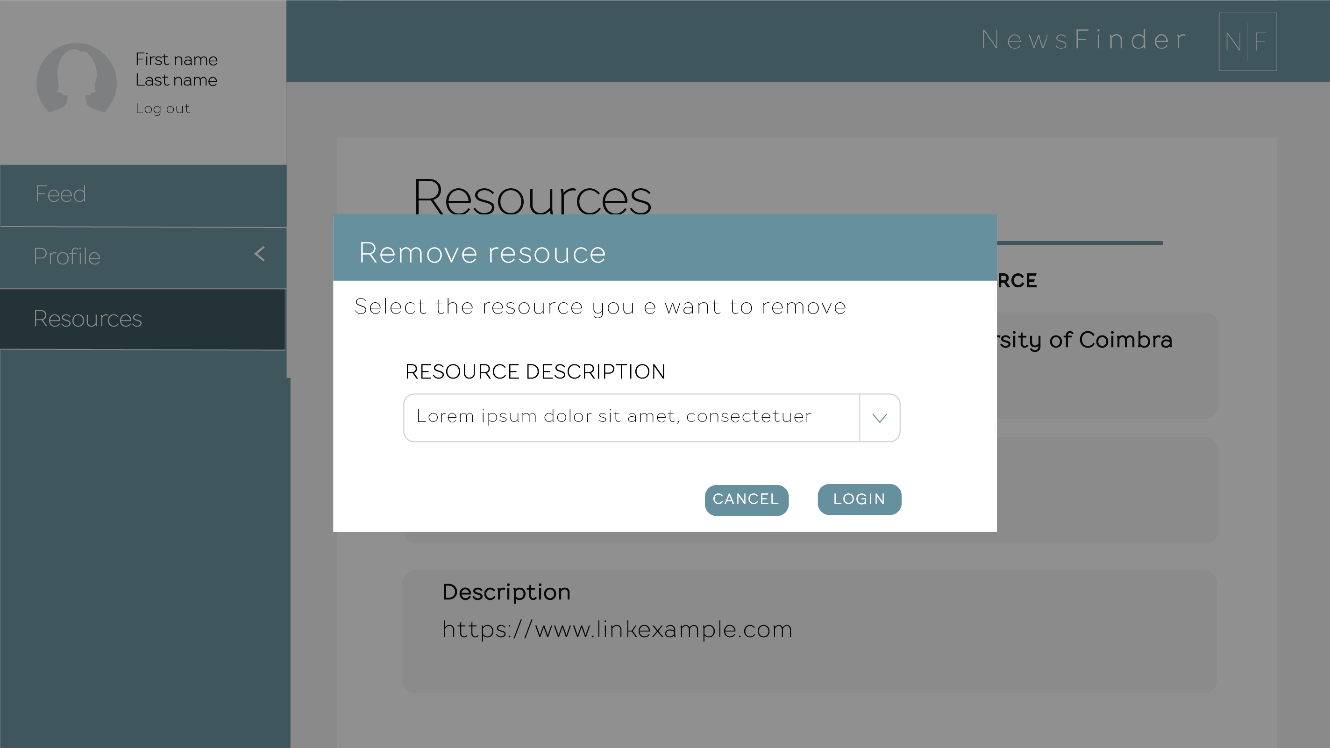 First name
Last name
Log out
NewsFinder
N|F
Feed
Profile
Resources
Resources
Remove resouce
Select the resource you e want to remove
RESOURCE DESCRIPTION
Lorem ipsum dolor sit amet, consectetuer
CANCEL
LOGIN
RCE
rsity of Coimbra
Description
https://www.linkexample.com